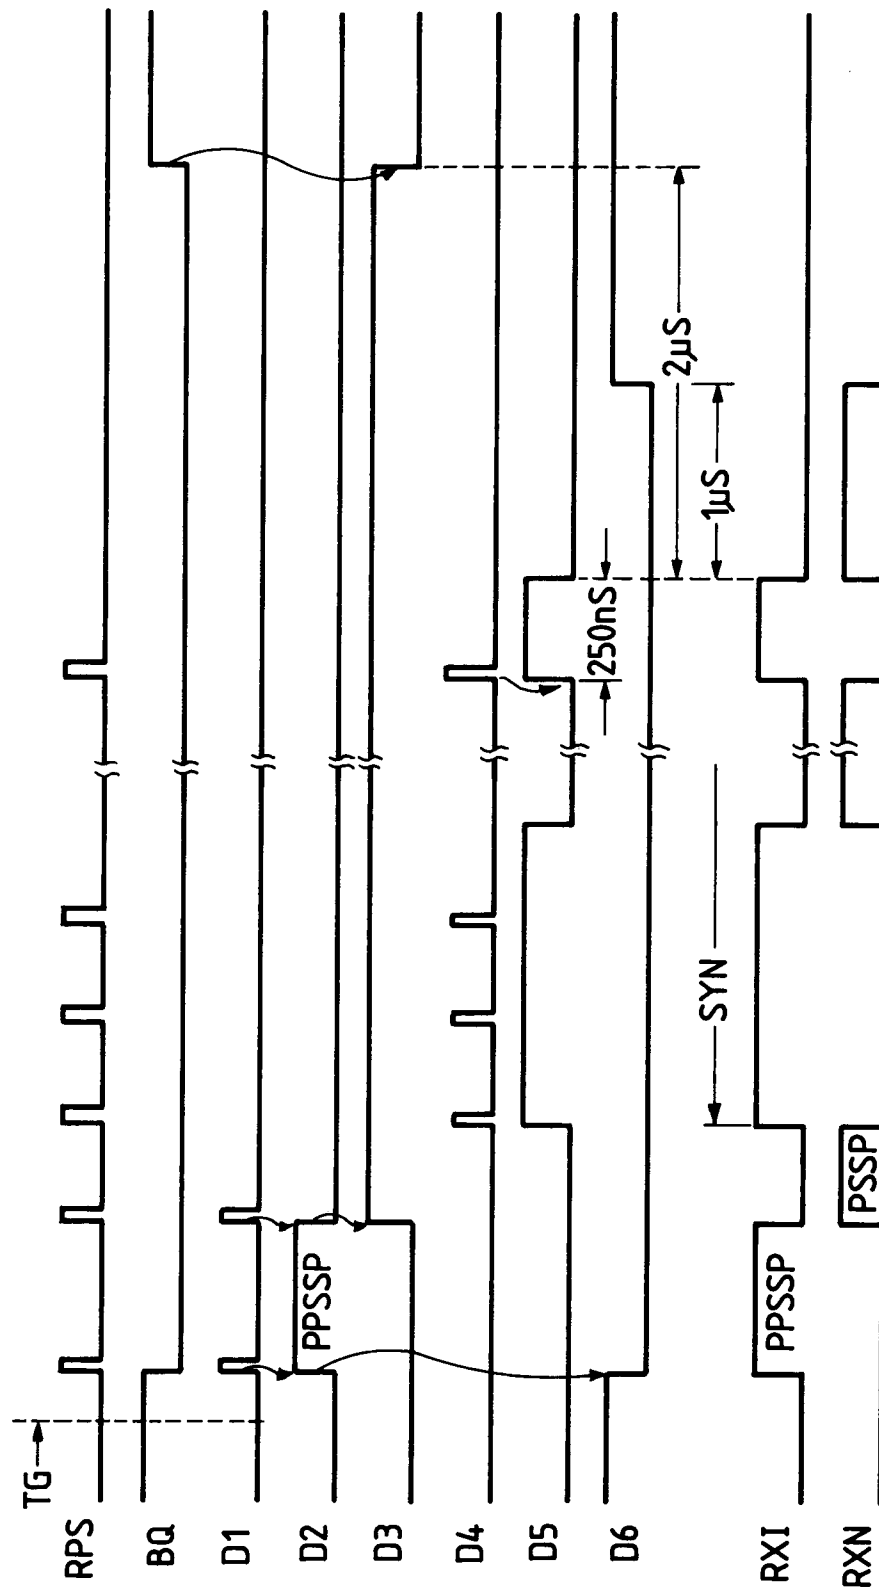 TG
RPS
BQ
D1
D2
PPSSP
D3
D4
D5
250nS
D6
2µS
1µS
SYN
RXI
PPSSP
RXN
PSSP